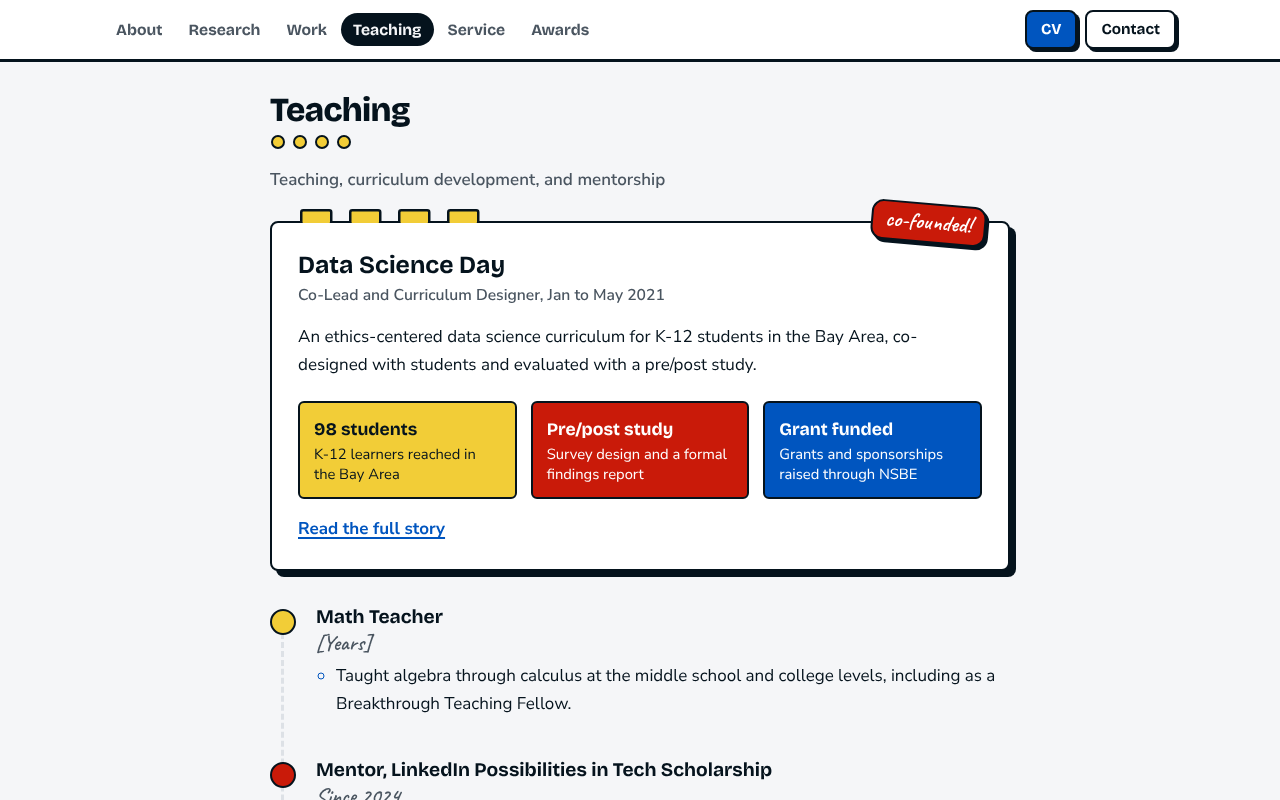 About Research Work Teaching Service Awards CV Contact
Teaching
Teaching, curriculum development, and mentorship
co-founded!
Data Science Day
Co-Lead and Curriculum Designer, Jan to May 2021
An ethics-centered data science curriculum for K-12 students in the Bay Area, co-
designed with students and evaluated with a pre/post study.
98 students
K-12 learners reached in
the Bay Area
Pre/post study
Survey design and a formal
findings report
Grant funded
Grants and sponsorships
raised through NSBE
Read the full story
Math Teacher
[Years]
Taught algebra through calculus at the middle school and college levels, including as a
Breakthrough Teaching Fellow.
Mentor, LinkedIn Possibilities in Tech Scholarship
Since 2024